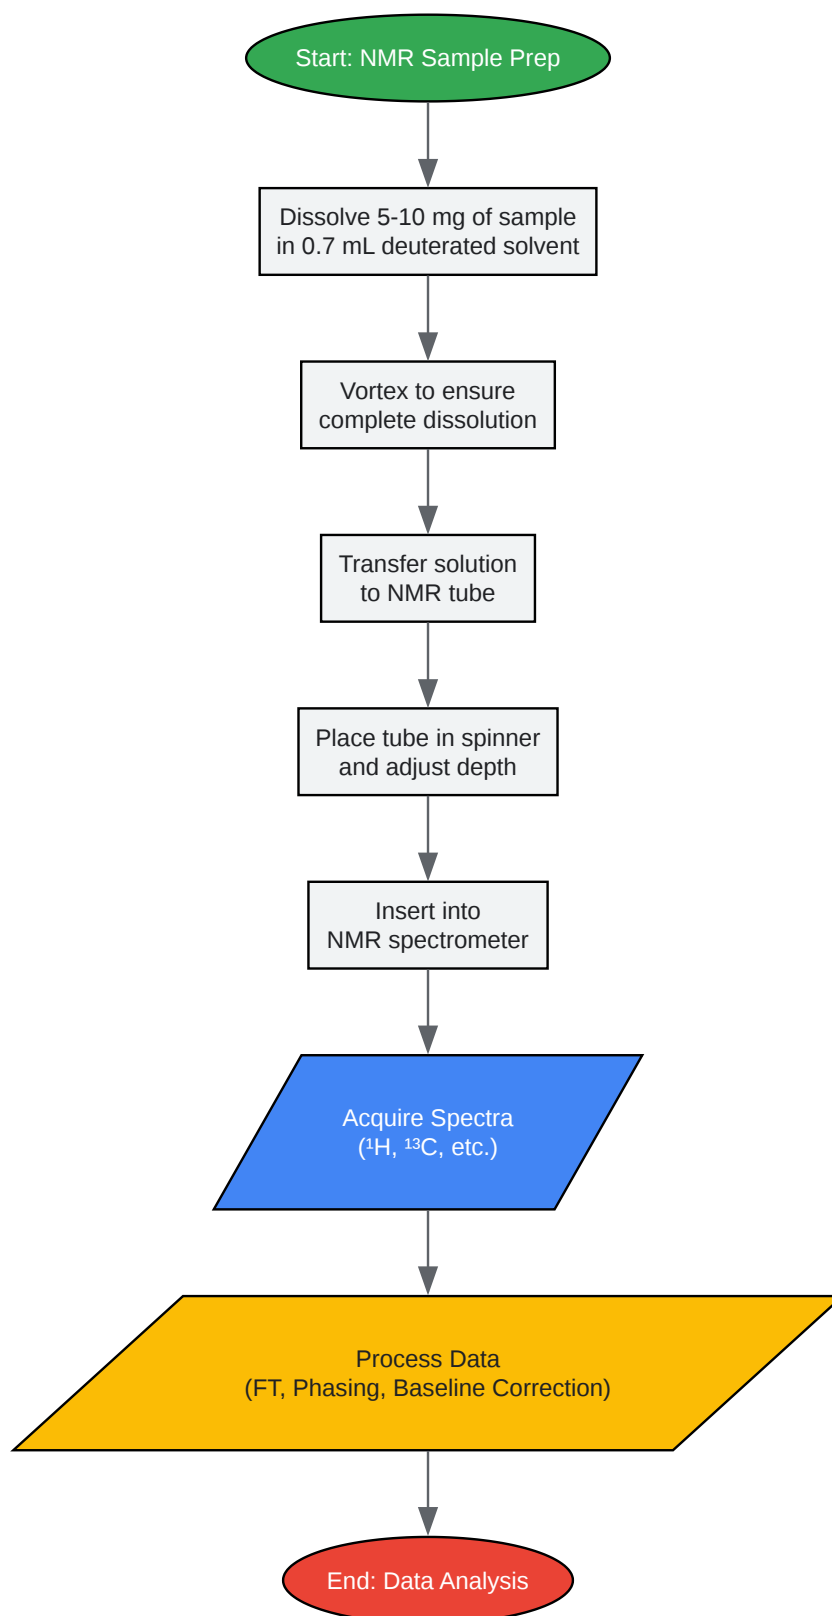 Start: NMR Sample Prep
Dissolve 5-10 mg of sample
in 0.7 mL deuterated solvent
Vortex to ensure
complete dissolution
Transfer solution
to NMR tube
Place tube in spinner
and adjust depth
Insert into
NMR spectrometer
Acquire Spectra
(¹H, ¹³C, etc.)
Process Data
(FT, Phasing, Baseline Correction)
End: Data Analysis